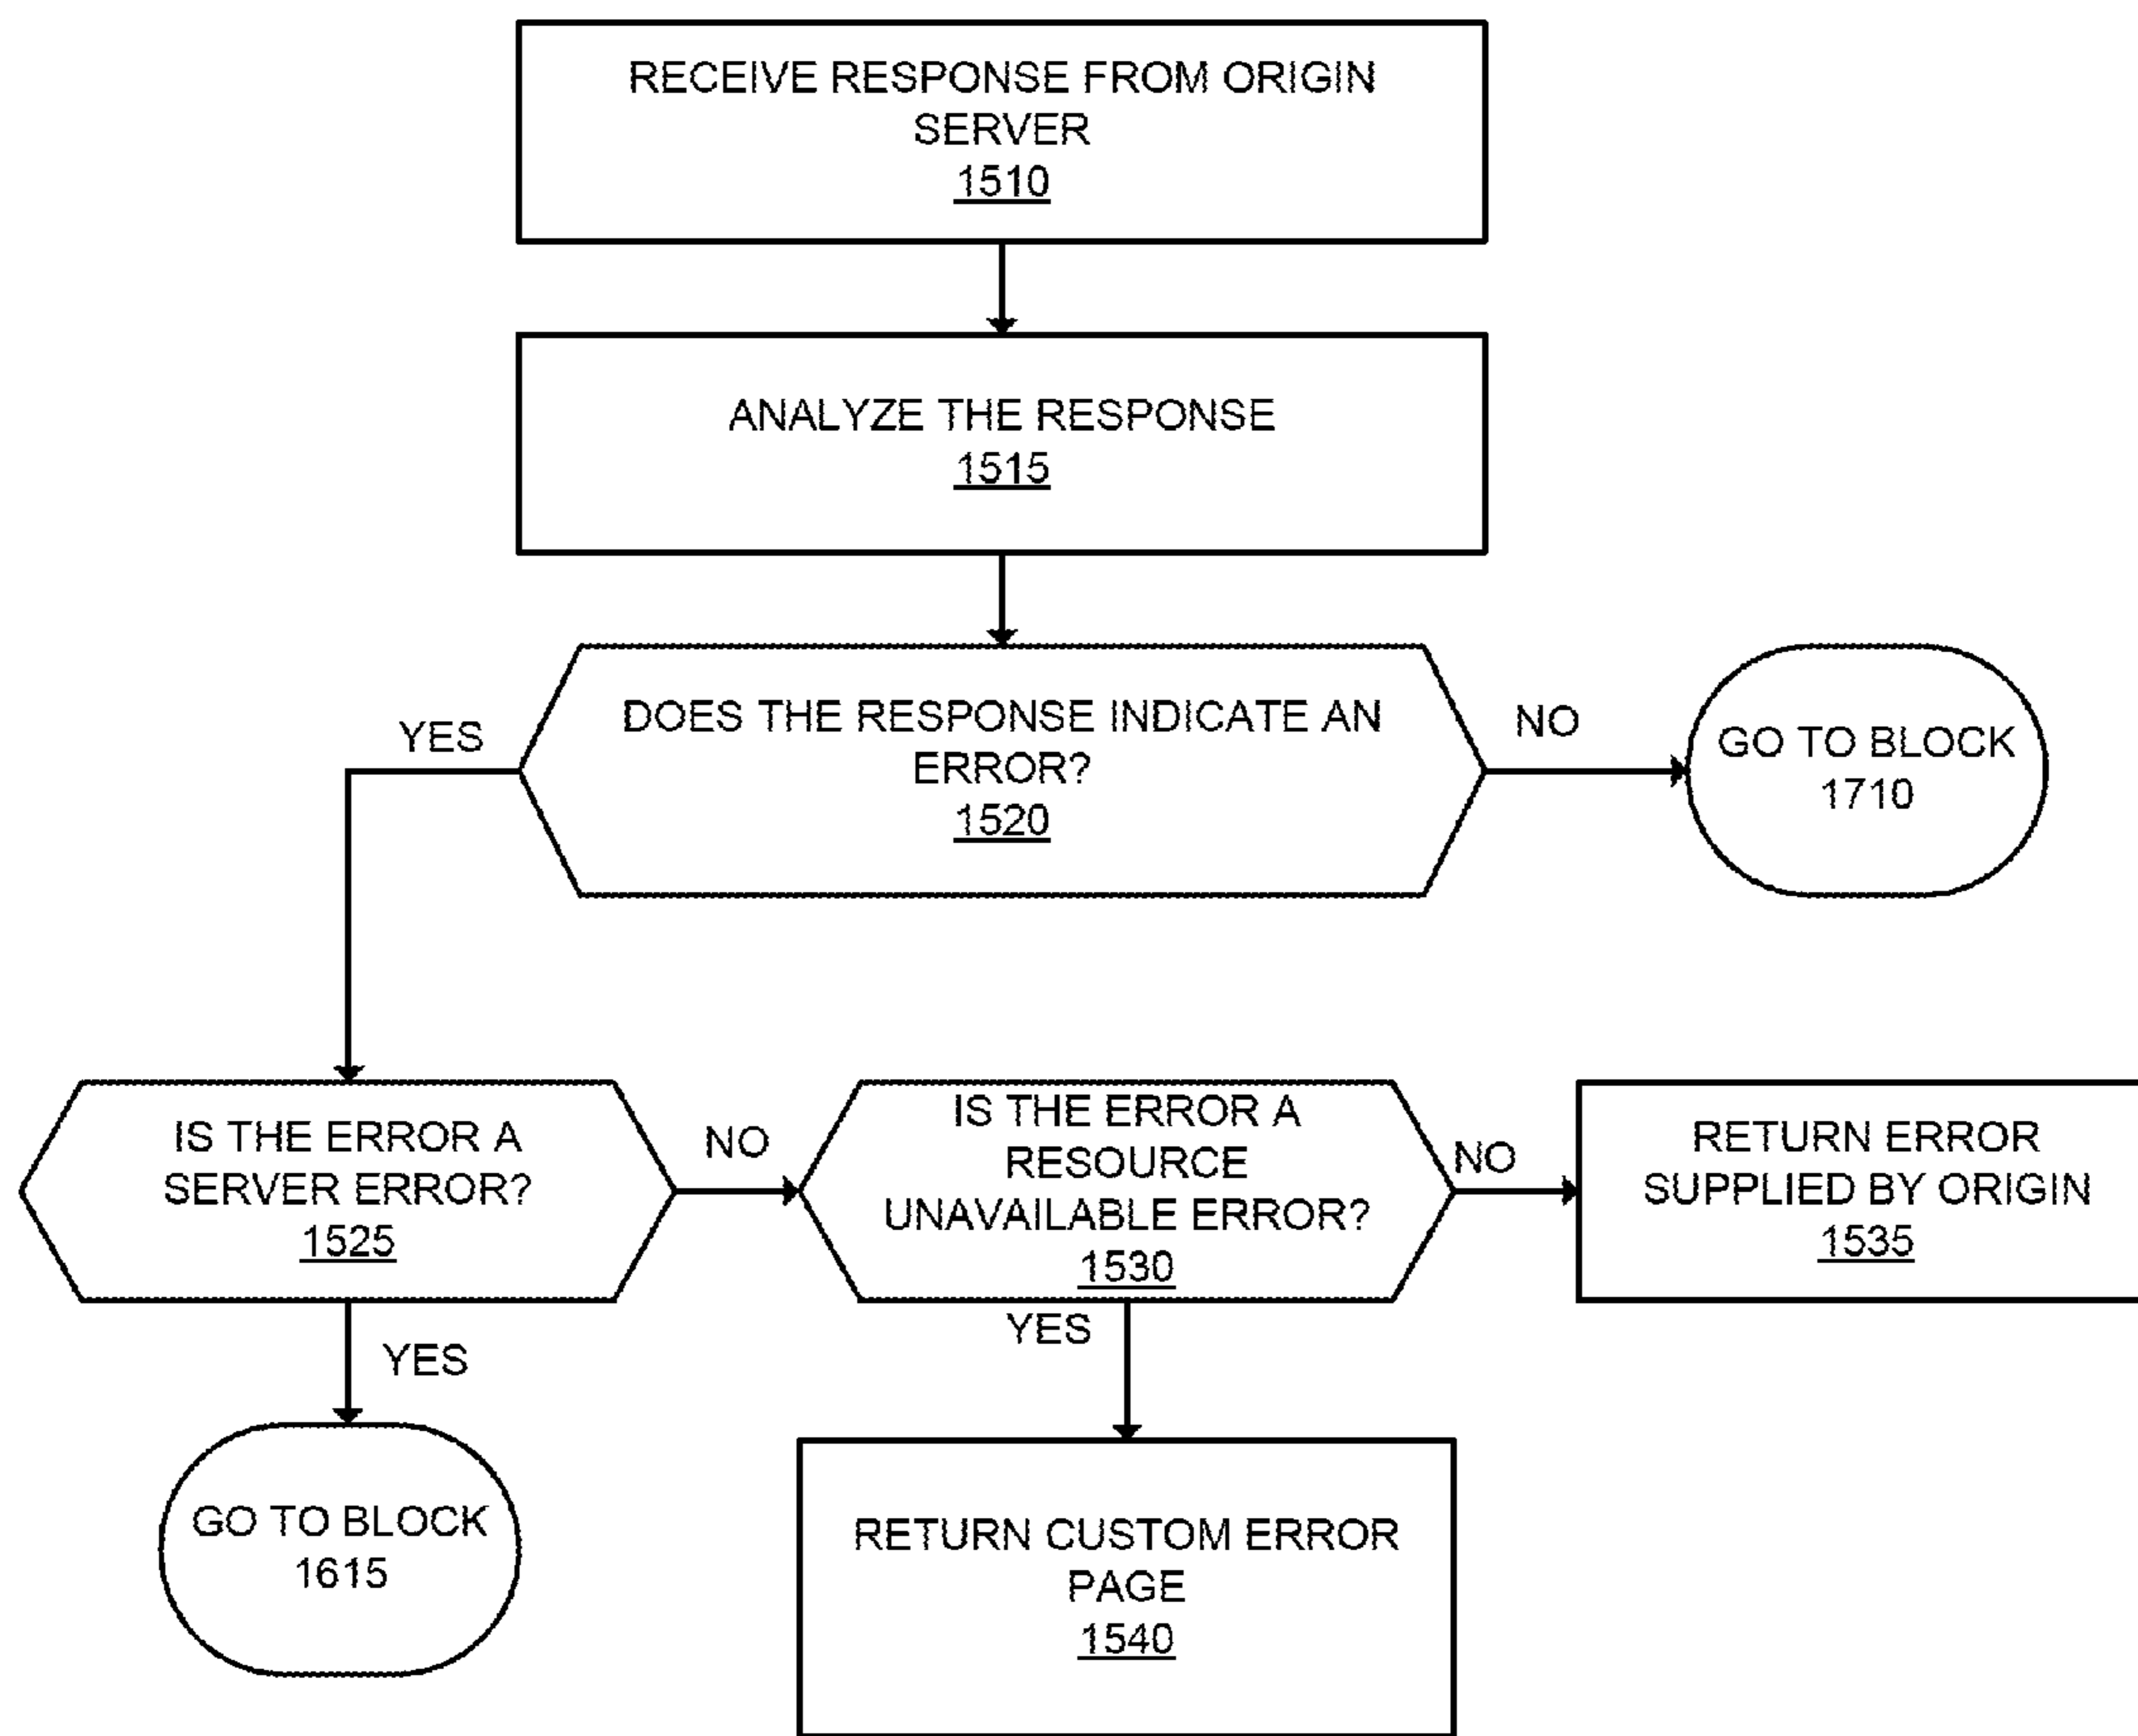 RECEIVE RESPONSE FROM ORIGIN
SERVER
1510
ANALYZE THE RESPONSE
1515
DOES THE RESPONSE INDICATE AN
ERROR?
1520
YES
NO
GO TO BLOCK
1710
IS THE ERROR A
SERVER ERROR?
1525
NO
IS THE ERROR A
RESOURCE
UNAVAILABLE ERROR?
1530
NO
RETURN ERROR
SUPPLIED BY ORIGIN
1535
YES
GO TO BLOCK
1615
YES
RETURN CUSTOM ERROR
PAGE
1540